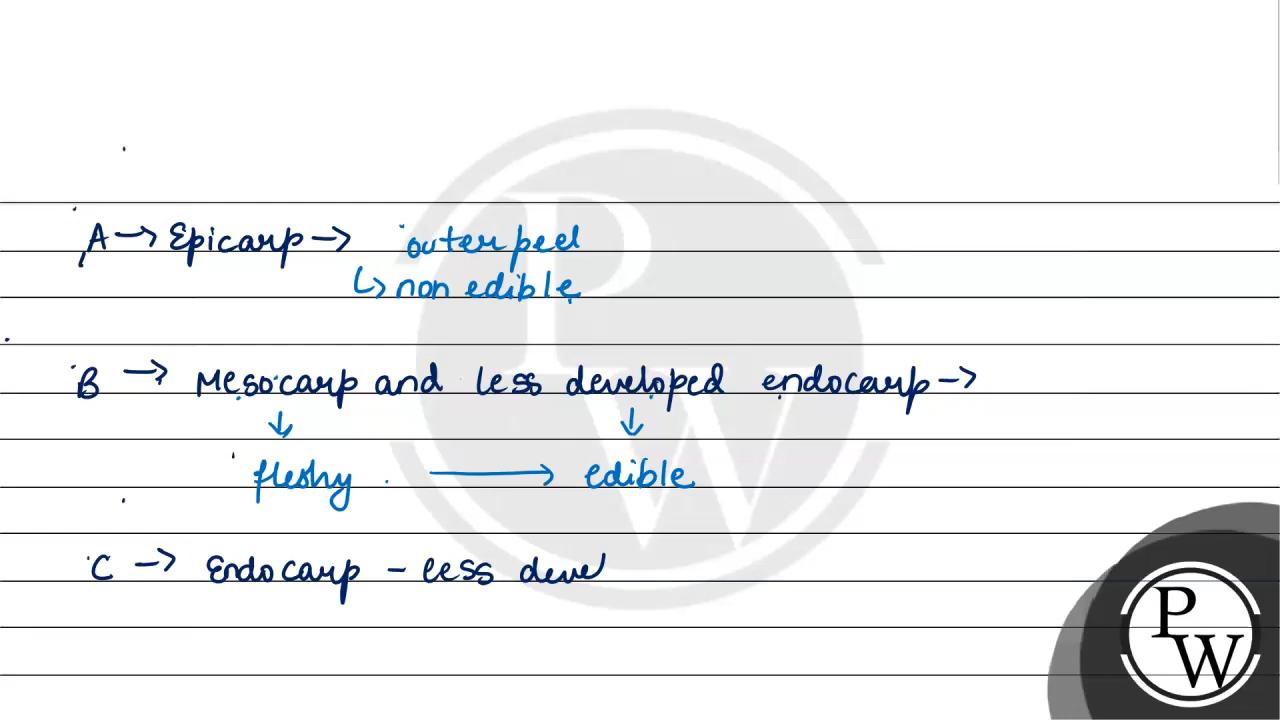 A → Epicarp → outer peel
↳ non edible
B → Mesocarp and less developed endocarp →
↓ ↓
fleshy → edible
C → Endocarp - less deve
P
W
P
W